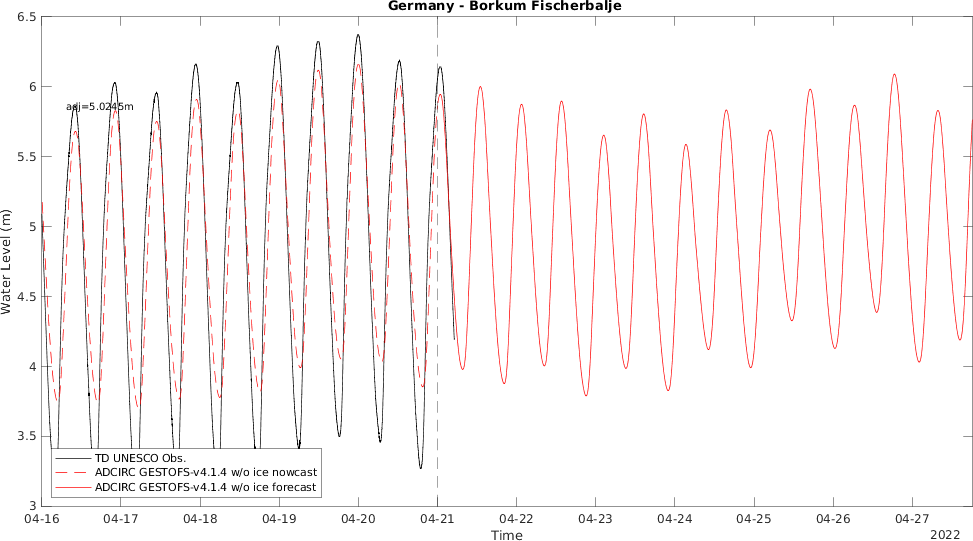 Germany - Borkum Fischerbalje
6.5
6
5.5
5
4.5
4
3.5
3
Water Level (m)
adj=5.0245m
TD UNESCO Obs.
ADCIRC GESTOFS-v4.1.4 w/o ice nowcast
ADCIRC GESTOFS-v4.1.4 w/o ice forecast
04-16 04-17 04-18 04-19 04-20 04-21 04-22 04-23 04-24 04-25 04-26 04-27
Time
2022